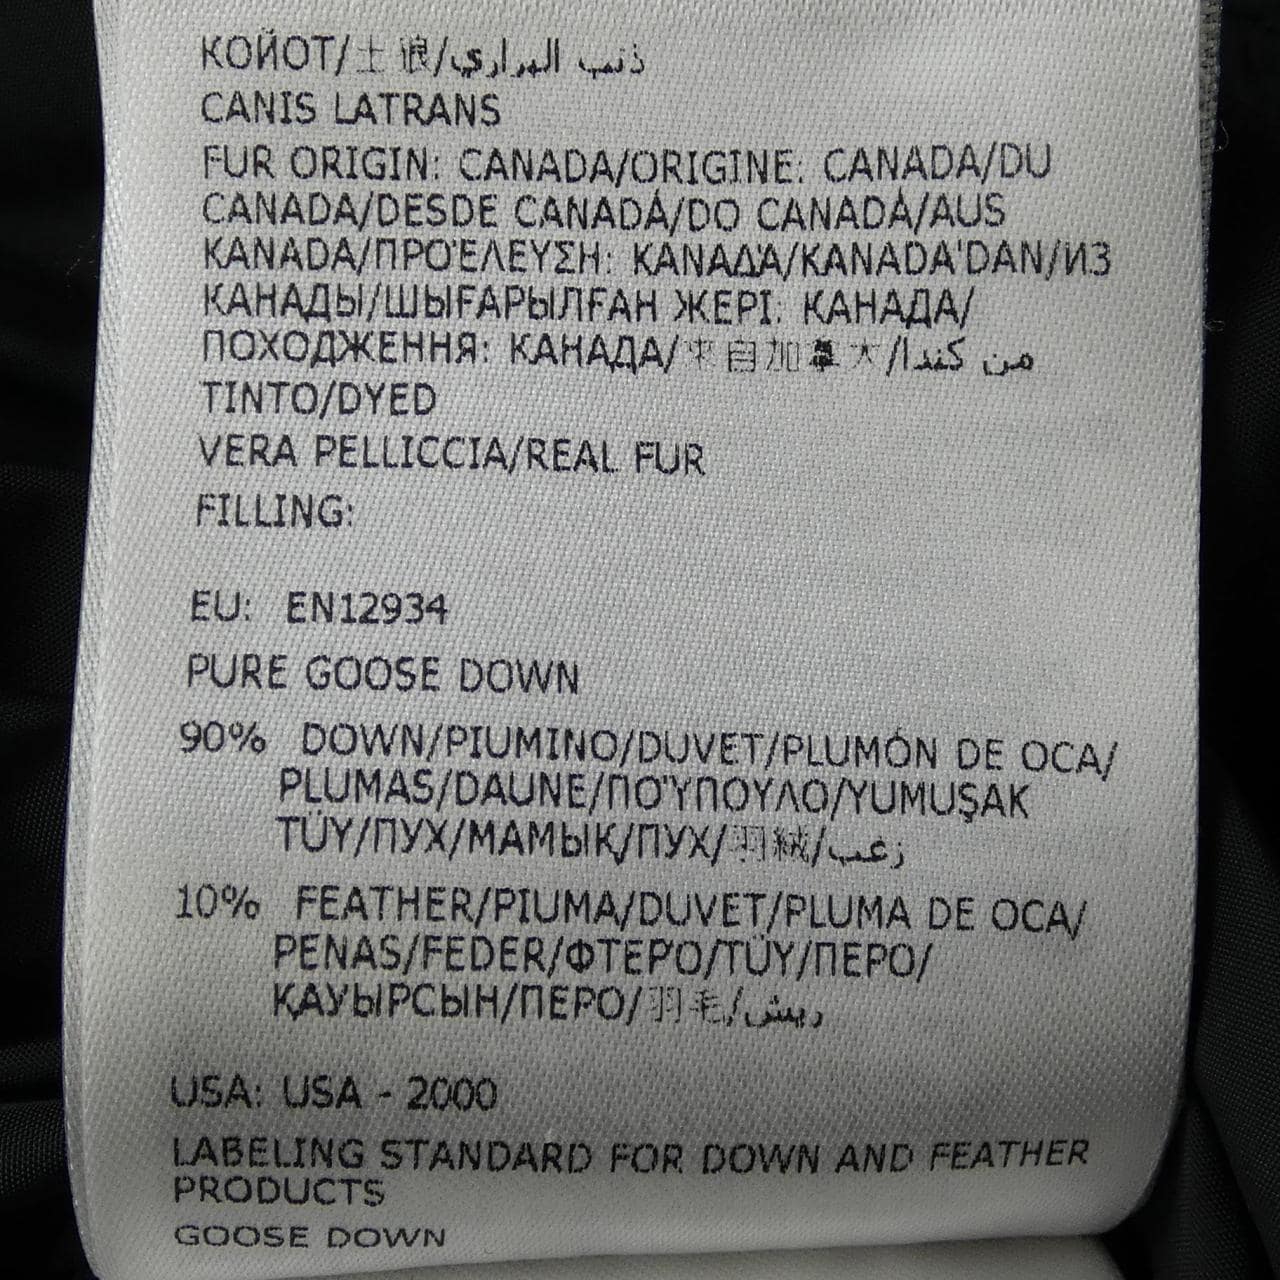 КОЙОТ/土狼/ذئب البراري
CANIS LATRANS
FUR ORIGIN: CANADA/ORIGINE: CANADA/DU
CANADA/DESDE CANADÁ/DO CANADÁ/AUS
KANADA/ΠΡΟΈΛΕΥΣΗ: ΚΑΝΑΔΆ/KANADA'DAN/ИЗ
КАНАДЫ/ШЫҒАРЫЛҒАН ЖЕРІ: КАНАДА/
ПОХОДЖЕННЯ: КАНАДА/來自加拿大/من كندا
TINTO/DYED
VERA PELLICCIA/REAL FUR
FILLING:
EU: EN12934
PURE GOOSE DOWN
90% DOWN/PIUMINO/DUVET/PLUMÓN DE OCA/
PLUMAS/DAUNE/ΠΟΎΠΟΥΛΟ/YUMUŞAK
TÜY/ПУХ/МАМЫҚ/ПУХ/羽絨/زغب
10% FEATHER/PIUMA/DUVET/PLUMA DE OCA/
PENAS/FEDER/ΦΤΕΡΌ/TÜY/ПЕРО/
ҚАУЫРСЫН/ПЕРО/羽毛/ريش
USA: USA - 2000
LABELING STANDARD FOR DOWN AND FEATHER
PRODUCTS
GOOSE DOWN